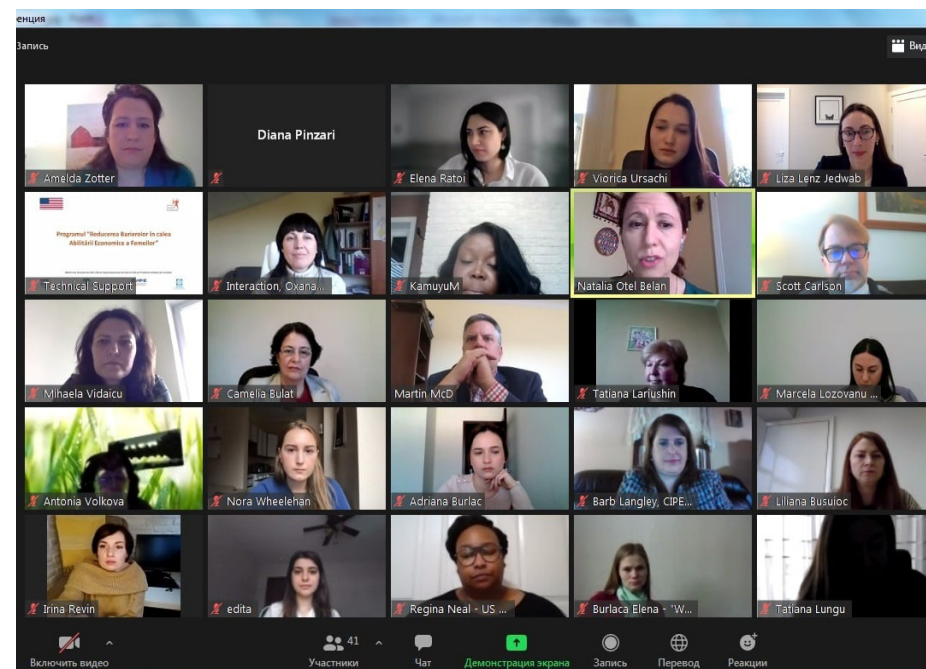 енция
Запись
Вид
Amelda Zotter
Diana Pinzari
Elena Ratoi
Viorica Ursachi
Liza Lenz Jedwab
Programul "Reducerea Barierelor în calea
Abilitării Economice a Femeilor"
Technical Support
Interaction, Oxana...
KamuyuM
Natalia Otel Belan
Scott Carlson
Mihaela Vidaicu
Camelia Bulat
Martin McD
Tatiana Lariushin
Marcela Lozovanu ...
Antonia Volkova
Nora Wheelehan
Adriana Burlac
Barb Langley, CIPE...
Liliana Busuioc
Irina Revin
edita
Regina Neal - US ...
Burlaca Elena - "W...
Tatiana Lungu
41
Включить видео
Участники
Чат
Демонстрация экрана
Запись
Перевод
Реакции